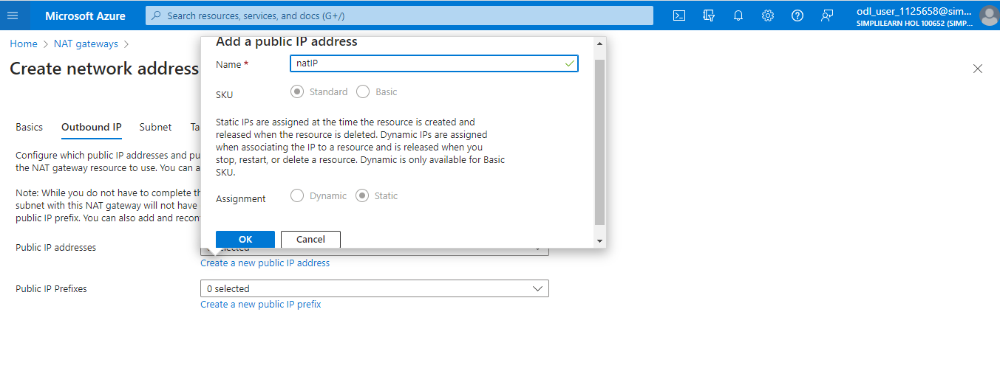 Microsoft Azure
Search resources, services, and docs (G+/)
odl_user_1125658@sim...
SIMPLILEARN HOL 100652 (SIMP...
Home > NAT gateways >
Create network address
Add a public IP address
Name *
natIP
SKU
Standard
Basic
Static IPs are assigned at the time the resource is created and
released when the resource is deleted. Dynamic IPs are assigned
when associating the IP to a resource and is released when you
stop, restart, or delete a resource. Dynamic is only available for Basic
SKU.
Assignment
Dynamic
Static
OK
Cancel
Basics
Outbound IP
Subnet
Ta
Configure which public IP addresses and pu
the NAT gateway resource to use. You can a
Note: While you do not have to complete th
subnet with this NAT gateway will not have
public IP prefix. You can also add and recon
Public IP addresses
selected
Create a new public IP address
Public IP Prefixes
0 selected
Create a new public IP prefix